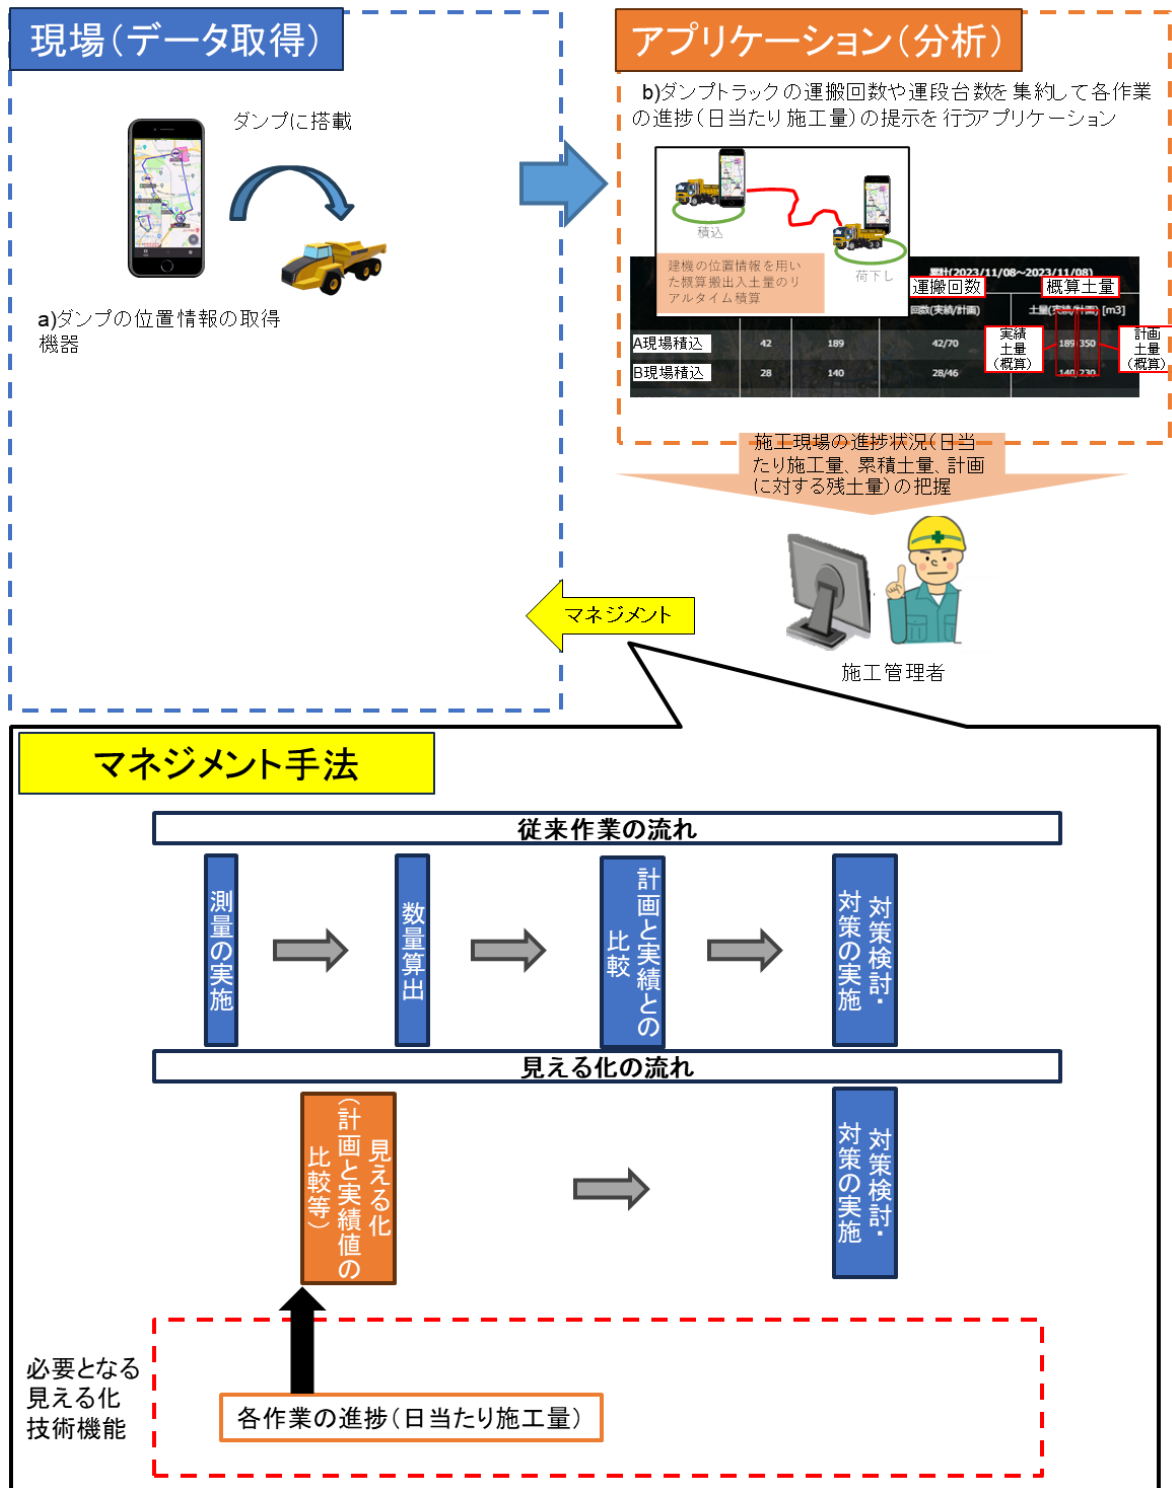 現場(データ取得)
ダンプに搭載
a)ダンプの位置情報の取得
機器
アプリケーション(分析)
b)ダンプトラックの運搬回数や運段台数を集約して各作業
の進捗(日当たり施工量)の提示を行うアプリケーション
積込
荷下し
建機の位置情報を用い
た概算搬出入土量のリ
アルタイム積算
累計(2023/11/08～2023/11/08)
運搬回数
概算土量
回数(実績/計画)
土量(実績/計画) [m3]
A現場積込
42
189
42/70
実績
土量
(概算)
189/350
計画
土量
(概算)
B現場積込
28
140
28/46
140/230
施工現場の進捗状況(日当
たり施工量、累積土量、計画
に対する残土量)の把握
マネジメント
施工管理者
マネジメント手法
従来作業の流れ
測量の実施
数量算出
計画と実績との
比較
対策検討・
対策の実施
見える化の流れ
見える化
(計画と実績値の
比較等)
対策検討・
対策の実施
必要となる
見える化
技術機能
各作業の進捗(日当たり施工量)